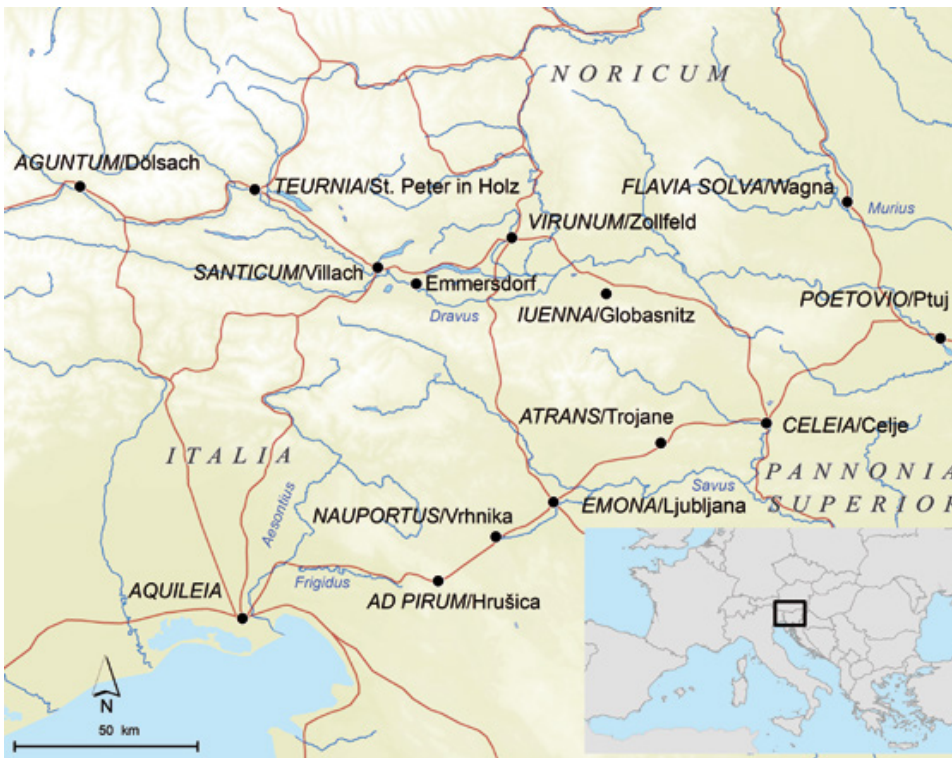 NORICUM
AGUNTUM/Dölsach
TEURNIA/St. Peter in Holz
FLAVIA SOLVA/Wagna
Murius
VIRUNUM/Zollfeld
SANTICUM/Villach
Emmersdorf
Dravus
IUENNA/Globasnitz
POETOVIO/Ptuj
ATRANS/Trojane
CELEIA/Celje
ITALIA
PANNONIA
SUPERIOR
Savus
Aesontius
NAUPORTUS/Vrhnika
EMONA/Ljubljana
Frigidus
AQUILEIA
AD PIRUM/Hrušica
N
50 km